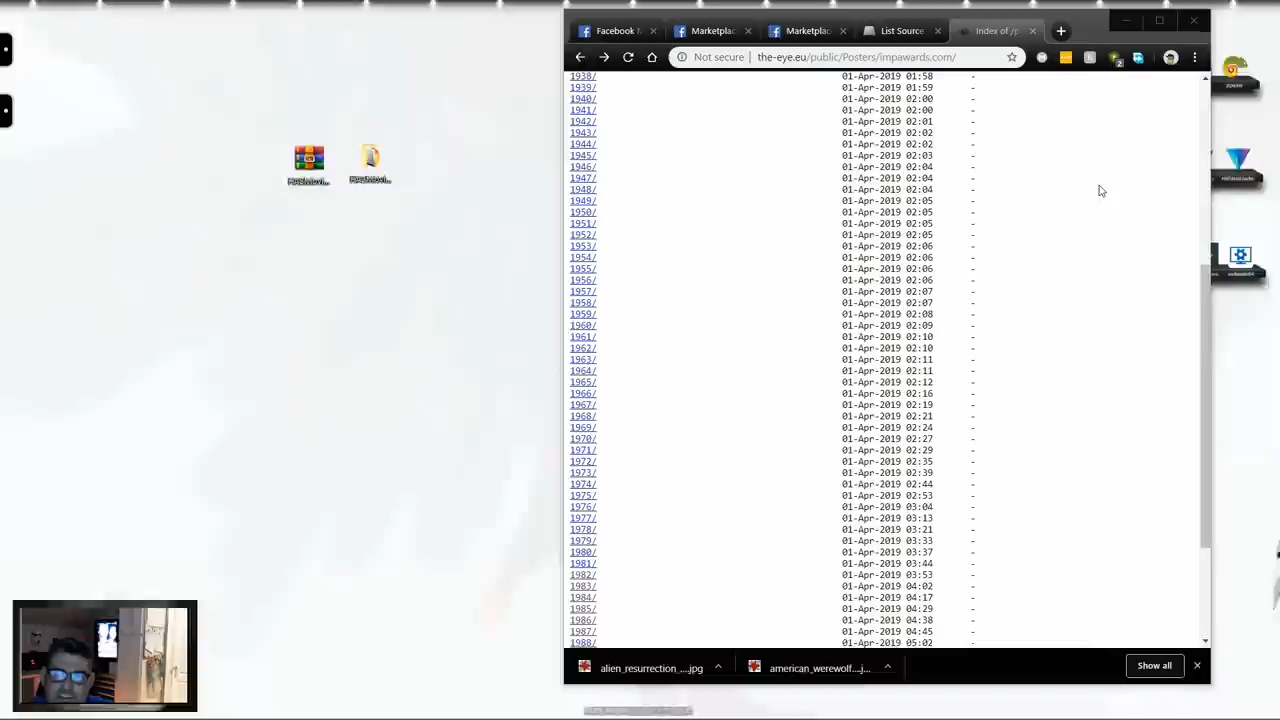 Facebook M
Marketplac
Marketplac
List Source
Index of /p
Not secure | the-eye.eu/public/Posters/impawards.com/
2
1938/ 01-Apr-2019 01:58 -
1939/ 01-Apr-2019 01:59 -
1940/ 01-Apr-2019 02:00 -
1941/ 01-Apr-2019 02:00 -
1942/ 01-Apr-2019 02:01 -
1943/ 01-Apr-2019 02:02 -
1944/ 01-Apr-2019 02:02 -
1945/ 01-Apr-2019 02:03 -
1946/ 01-Apr-2019 02:04 -
1947/ 01-Apr-2019 02:04 -
1948/ 01-Apr-2019 02:04 -
1949/ 01-Apr-2019 02:05 -
1950/ 01-Apr-2019 02:05 -
1951/ 01-Apr-2019 02:05 -
1952/ 01-Apr-2019 02:05 -
1953/ 01-Apr-2019 02:06 -
1954/ 01-Apr-2019 02:06 -
1955/ 01-Apr-2019 02:06 -
1956/ 01-Apr-2019 02:06 -
1957/ 01-Apr-2019 02:07 -
1958/ 01-Apr-2019 02:07 -
1959/ 01-Apr-2019 02:08 -
1960/ 01-Apr-2019 02:09 -
1961/ 01-Apr-2019 02:10 -
1962/ 01-Apr-2019 02:10 -
1963/ 01-Apr-2019 02:11 -
1964/ 01-Apr-2019 02:11 -
1965/ 01-Apr-2019 02:12 -
1966/ 01-Apr-2019 02:16 -
1967/ 01-Apr-2019 02:19 -
1968/ 01-Apr-2019 02:21 -
1969/ 01-Apr-2019 02:24 -
1970/ 01-Apr-2019 02:27 -
1971/ 01-Apr-2019 02:29 -
1972/ 01-Apr-2019 02:35 -
1973/ 01-Apr-2019 02:39 -
1974/ 01-Apr-2019 02:44 -
1975/ 01-Apr-2019 02:53 -
1976/ 01-Apr-2019 03:04 -
1977/ 01-Apr-2019 03:13 -
1978/ 01-Apr-2019 03:21 -
1979/ 01-Apr-2019 03:33 -
1980/ 01-Apr-2019 03:37 -
1981/ 01-Apr-2019 03:44 -
1982/ 01-Apr-2019 03:53 -
1983/ 01-Apr-2019 04:02 -
1984/ 01-Apr-2019 04:17 -
1985/ 01-Apr-2019 04:29 -
1986/ 01-Apr-2019 04:38 -
1987/ 01-Apr-2019 04:45 -
1988/ 01-Apr-2019 05:02 -
alien_resurrection_....jpg
american_werewolf....j...
Show all